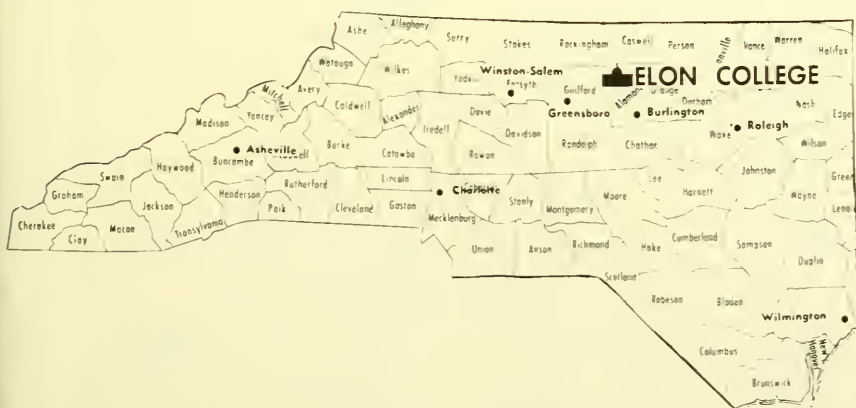 Ashe
Alleghany
Surry
Stokes
Rockingham
Caswell
Person
Vance
Warren
Halifax
Watauga
Wilkes
Winston-Salem
Forsyth
ELON COLLEGE
Mitchell
Avery
Caldwell
Alexander
Iredell
Davie
Guilford
Greensboro
Burlington
Durham
Nash
Edge
Madison
Yancey
Davidson
Raleigh
Wake
Asheville
Buncombe
Burke
Catawba
Rowan
Randolph
Chathar.
Wilson
Swain
Haywood
Rutherford
Lincoln
Charlotte
Lee
Johnston
Green
Graham
Jackson
Henderson
Polk
Cleveland
Gaston
Mecklenburg
Stanly
Montgomery
Moore
Harnett
Wayne
Leno
Cherokee
Clay
Macon
Transylvania
Union
Anson
Richmond
Hoke
Cumberland
Sampson
Duplin
Scotland
Robeson
Bladen
Wilmington
Columbus
New
Hanover
Brunswick